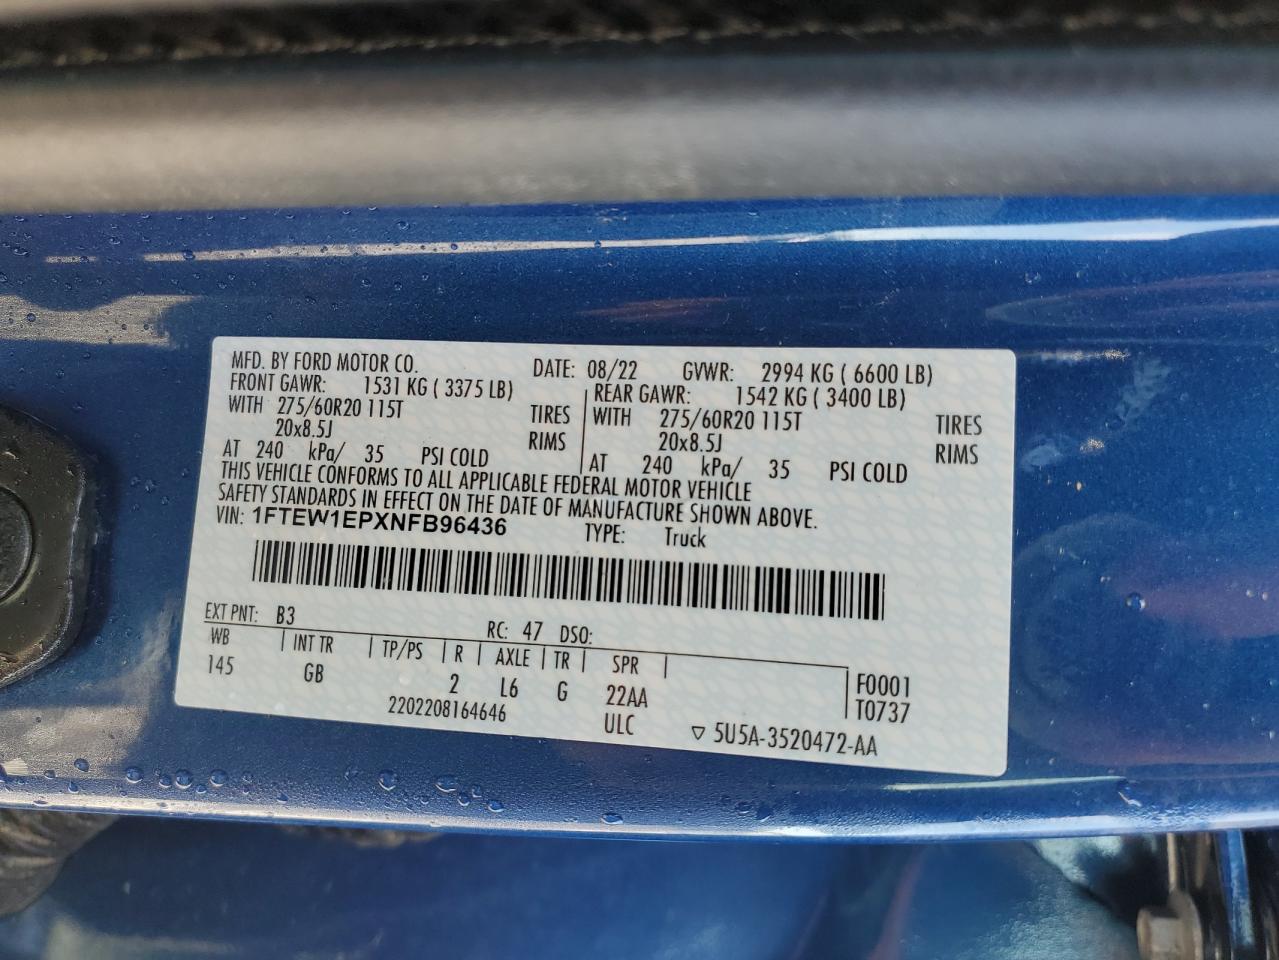 MFD. BY FORD MOTOR CO. DATE: 08/22 GVWR: 2994 KG ( 6600 LB)
FRONT GAWR: 1531 KG ( 3375 LB) REAR GAWR: 1542 KG ( 3400 LB)
WITH 275/60R20 115T TIRES WITH 275/60R20 115T TIRES
20x8.5J RIMS 20x8.5J RIMS
AT 240 kPa/ 35 PSI COLD AT 240 kPa/ 35 PSI COLD
THIS VEHICLE CONFORMS TO ALL APPLICABLE FEDERAL MOTOR VEHICLE
SAFETY STANDARDS IN EFFECT ON THE DATE OF MANUFACTURE SHOWN ABOVE.
VIN: 1FTEW1EPXNFB96436 TYPE: Truck
EXT PNT: B3 RC: 47 DSO:
WB INT TR TP/PS R AXLE TR SPR
145 GB 2 L6 G 22AA F0001
2202208164646 ULC T0737
▽ 5U5A-3520472-AA